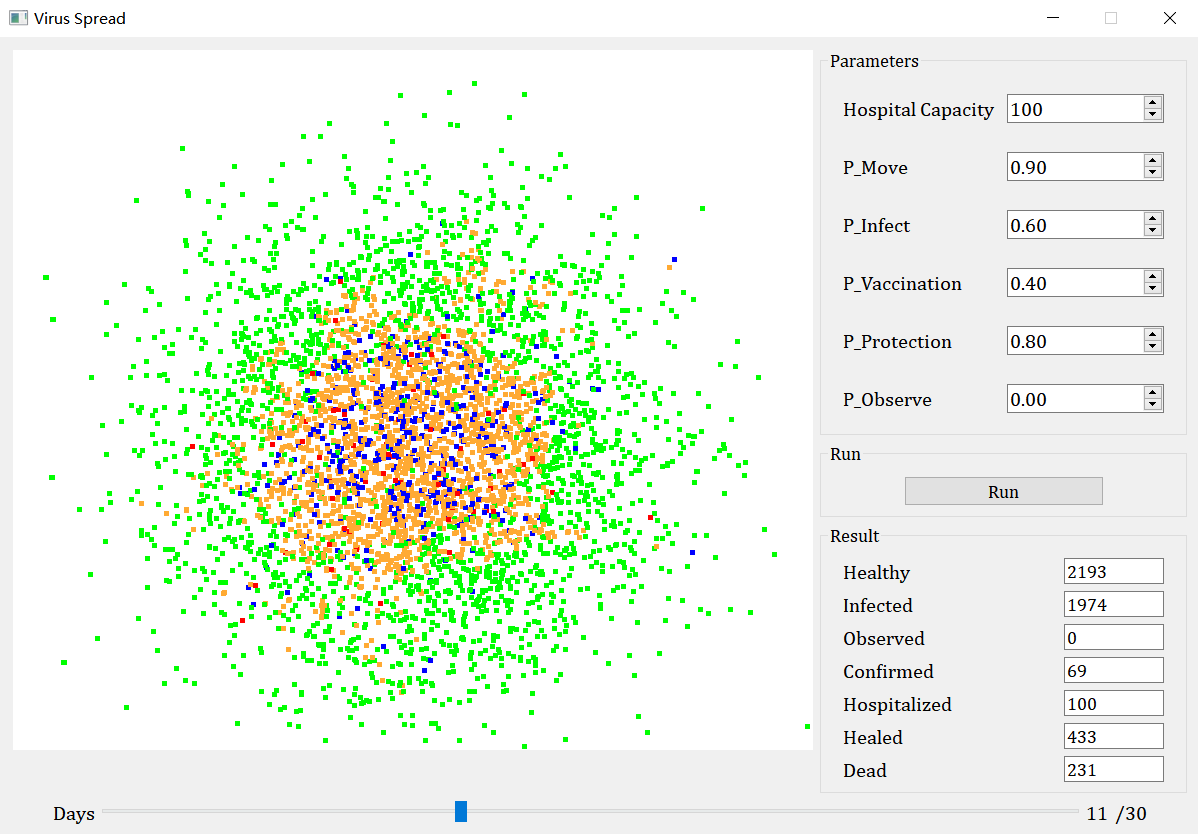 Virus Spread
Parameters
Hospital Capacity 100
P_Move 0.90
P_Infect 0.60
P_Vaccination 0.40
P_Protection 0.80
P_Observe 0.00
Run
Run
Result
Healthy 2193
Infected 1974
Observed 0
Confirmed 69
Hospitalized 100
Healed 433
Dead 231
Days 11 /30